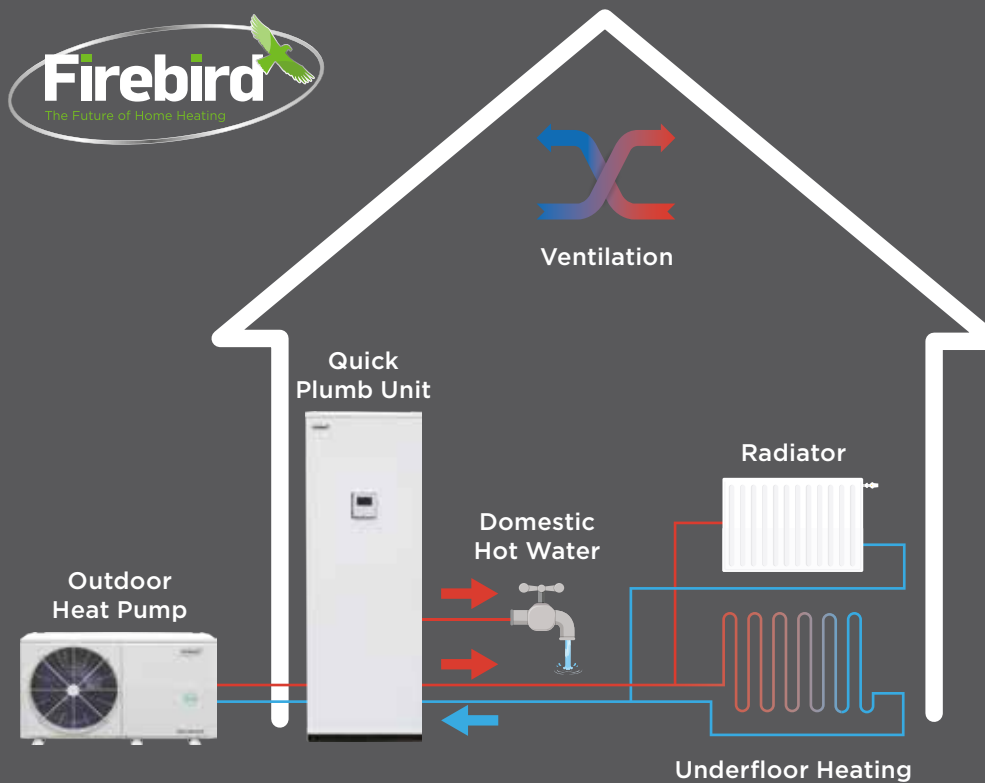 Firebird
The Future of Home Heating
Ventilation
Quick
Plumb Unit
Radiator
Domestic
Hot Water
Outdoor
Heat Pump
Underfloor Heating